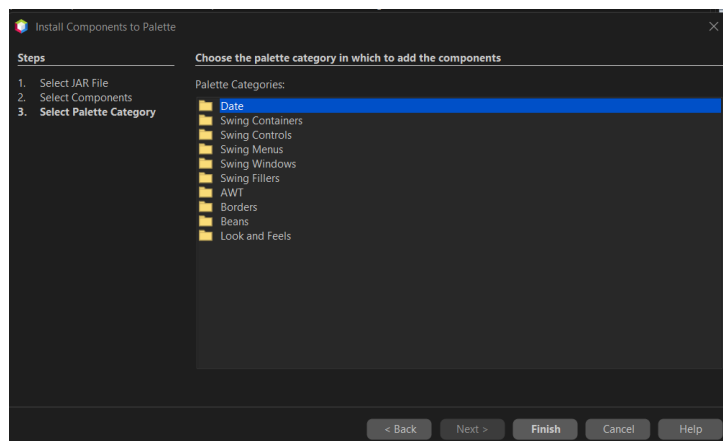 Install Components to Palette
Steps
1. Select JAR File
2. Select Components
3. Select Palette Category
Choose the palette category in which to add the components
Palette Categories:
Date
Swing Containers
Swing Controls
Swing Menus
Swing Windows
Swing Fillers
AWT
Borders
Beans
Look and Feels
< Back Next > Finish Cancel Help